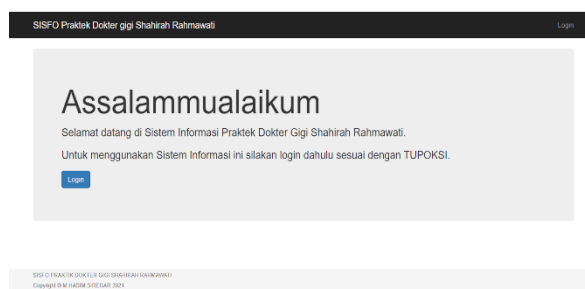 SISFO Praktek Dokter gigi Shahirah Rahmawati
Login
Assalammualaikum
Selamat datang di Sistem Informasi Praktek Dokter Gigi Shahirah Rahmawati.
Untuk menggunakan Sistem Informasi ini silakan login dahulu sesuai dengan TUPOKSI.
Login
SISFO PRAKTIK DOKTER GIGI SHAHIRAH RAHMAWATI
Copyright © M.HASIM SIREGAR 2021